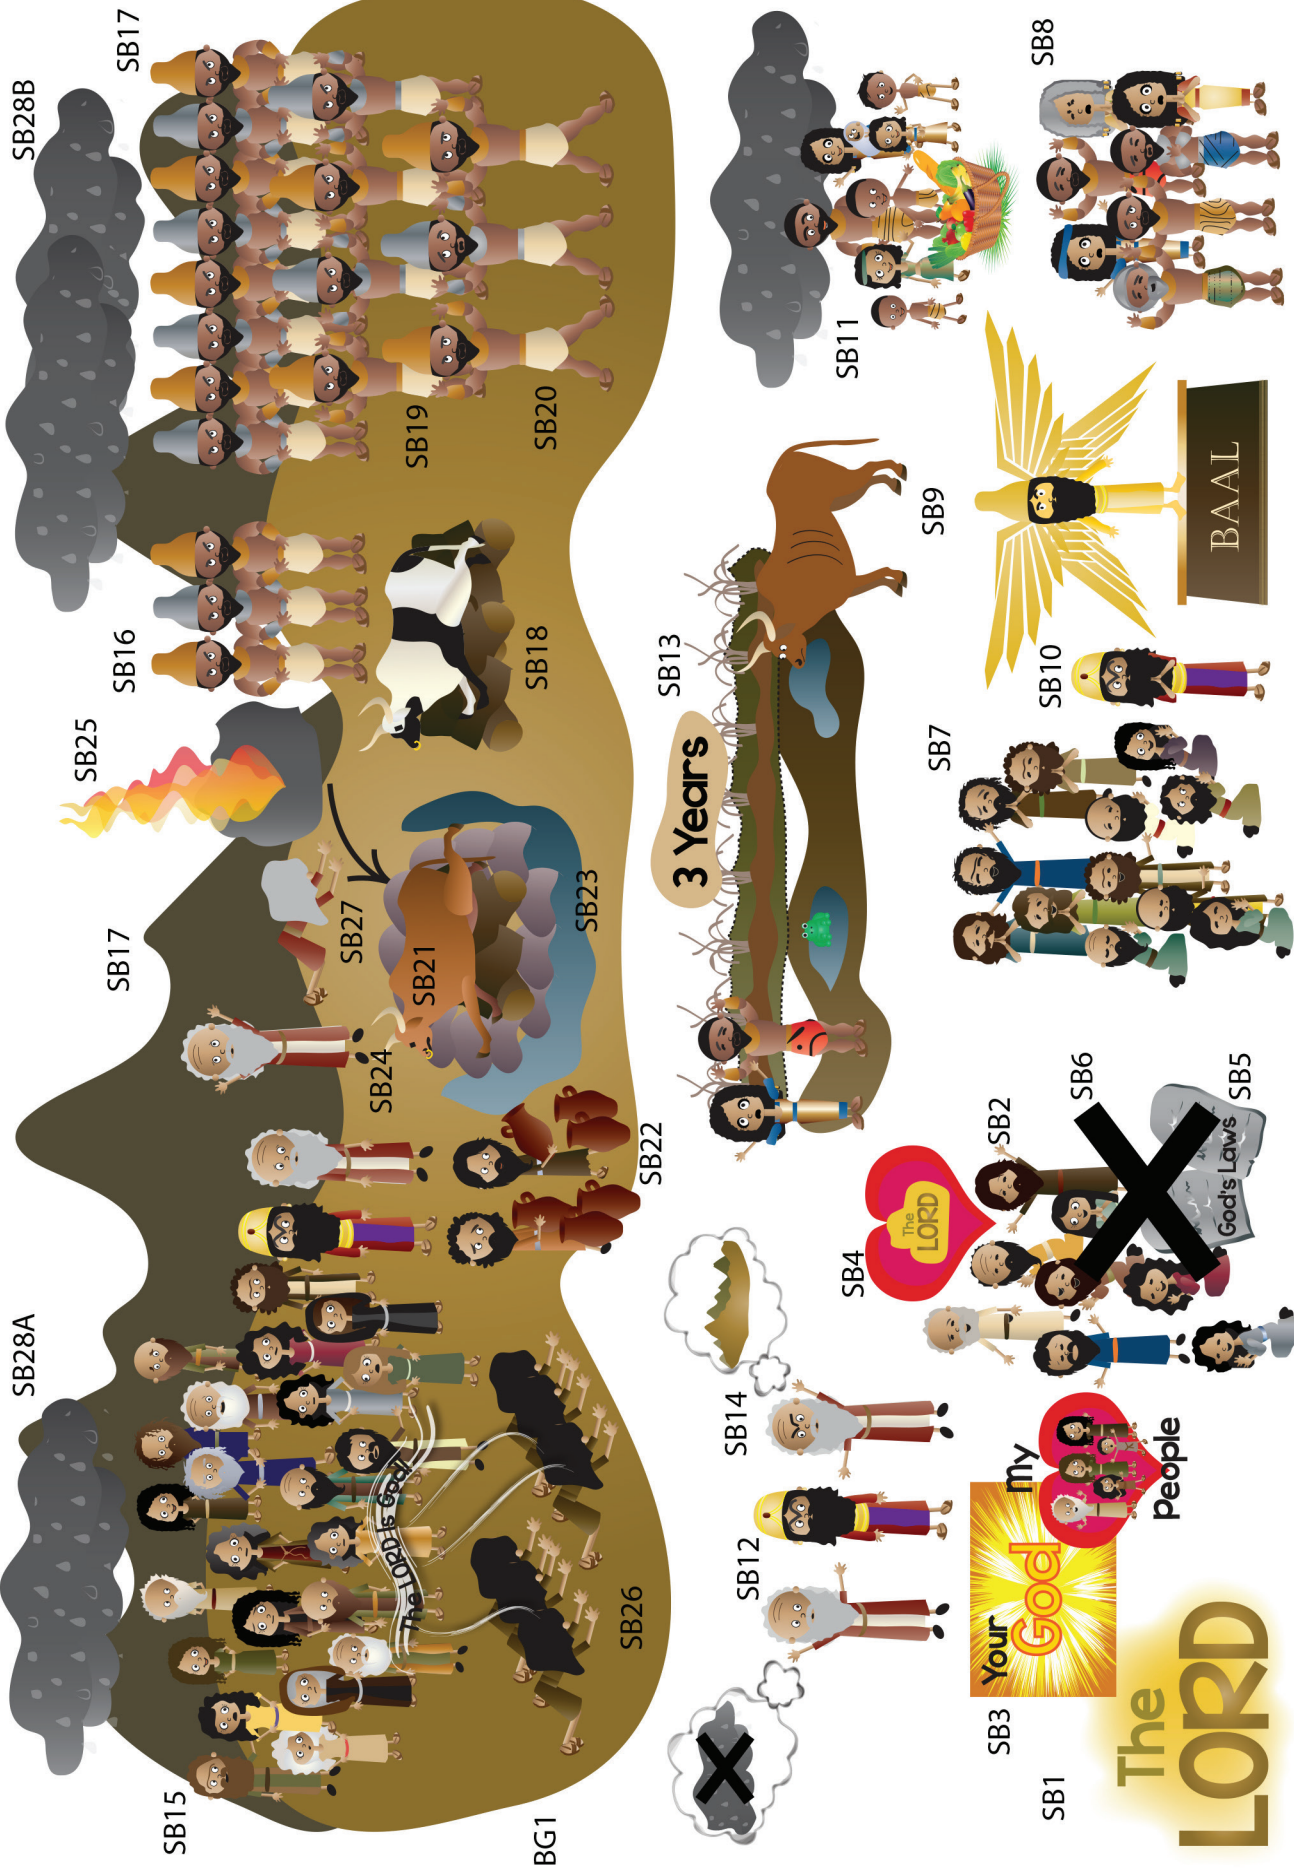 SB28A
SB28B
SB17
SB25
SB17
SB16
SB15
SB27
SB24
SB21
SB19
SB18
SB20
SB23
SB22
The LORD is God
SB26
BG1
3 Years
SB13
SB11
SB8
SB9
SB10
BAAL
SB7
SB14
SB12
SB4
The
LORD
SB2
SB6
SB5
God's Laws
SB3
Your
God
my
people
SB1
The
LORD